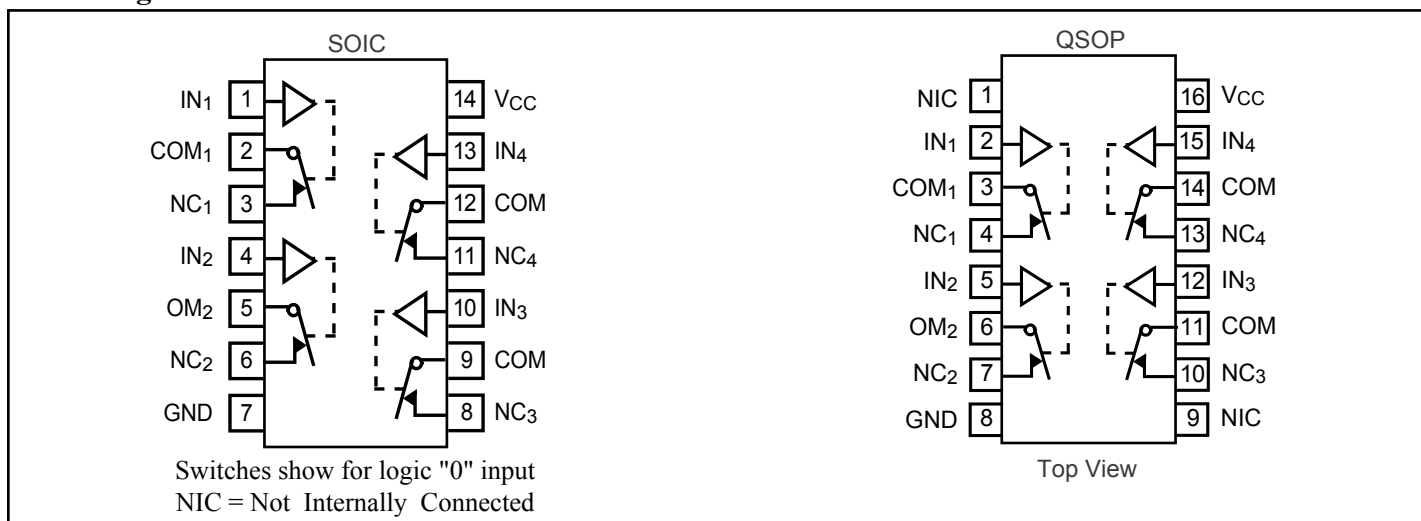 g
SOIC
IN1 1 14 VCC
COM1 2 13 IN4
NC1 3 12 COM
IN2 4 11 NC4
OM2 5 10 IN3
NC2 6 9 COM
GND 7 8 NC3
Switches show for logic "0" input
NIC = Not Internally Connected
QSOP
NIC 1 16 VCC
IN1 2 15 IN4
COM1 3 14 COM
NC1 4 13 NC4
IN2 5 12 IN3
OM2 6 11 COM
NC2 7 10 NC3
GND 8 9 NIC
Top View